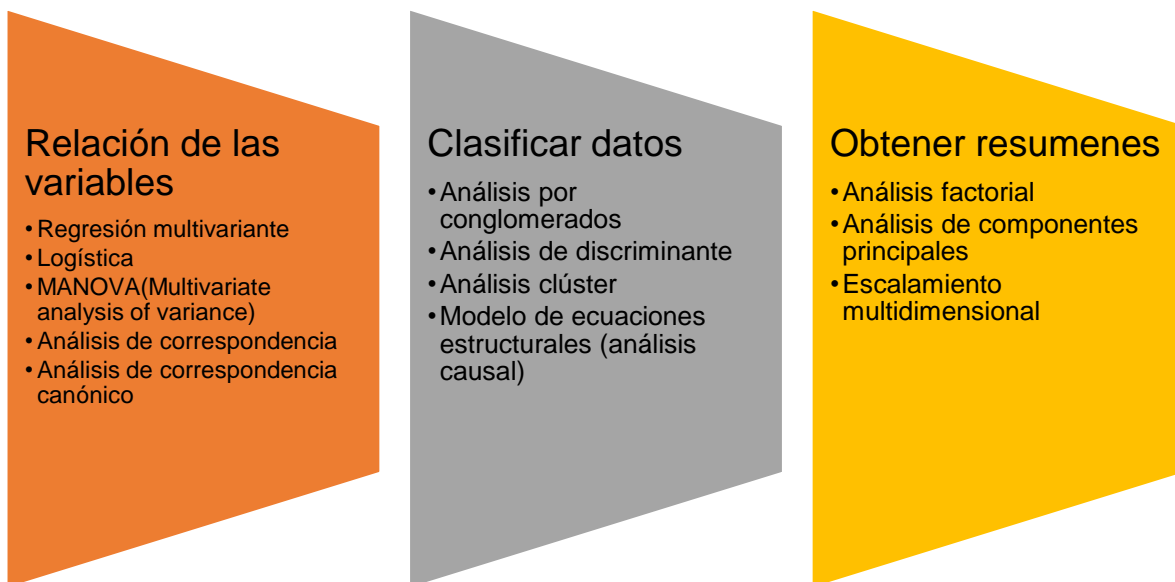 Relación de las
variables
•Regresión multivariante
•Logística
•MANOVA(Multivariate
analysis of variance)
•Análisis de correspondencia
•Análisis de correspondencia
canónico
Clasificar datos
•Análisis por
conglomerados
•Análisis de discriminante
•Análisis clúster
•Modelo de ecuaciones
estructurales (análisis
causal)
Obtener resumenes
•Análisis factorial
•Análisis de componentes
principales
•Escalamiento
multidimensional